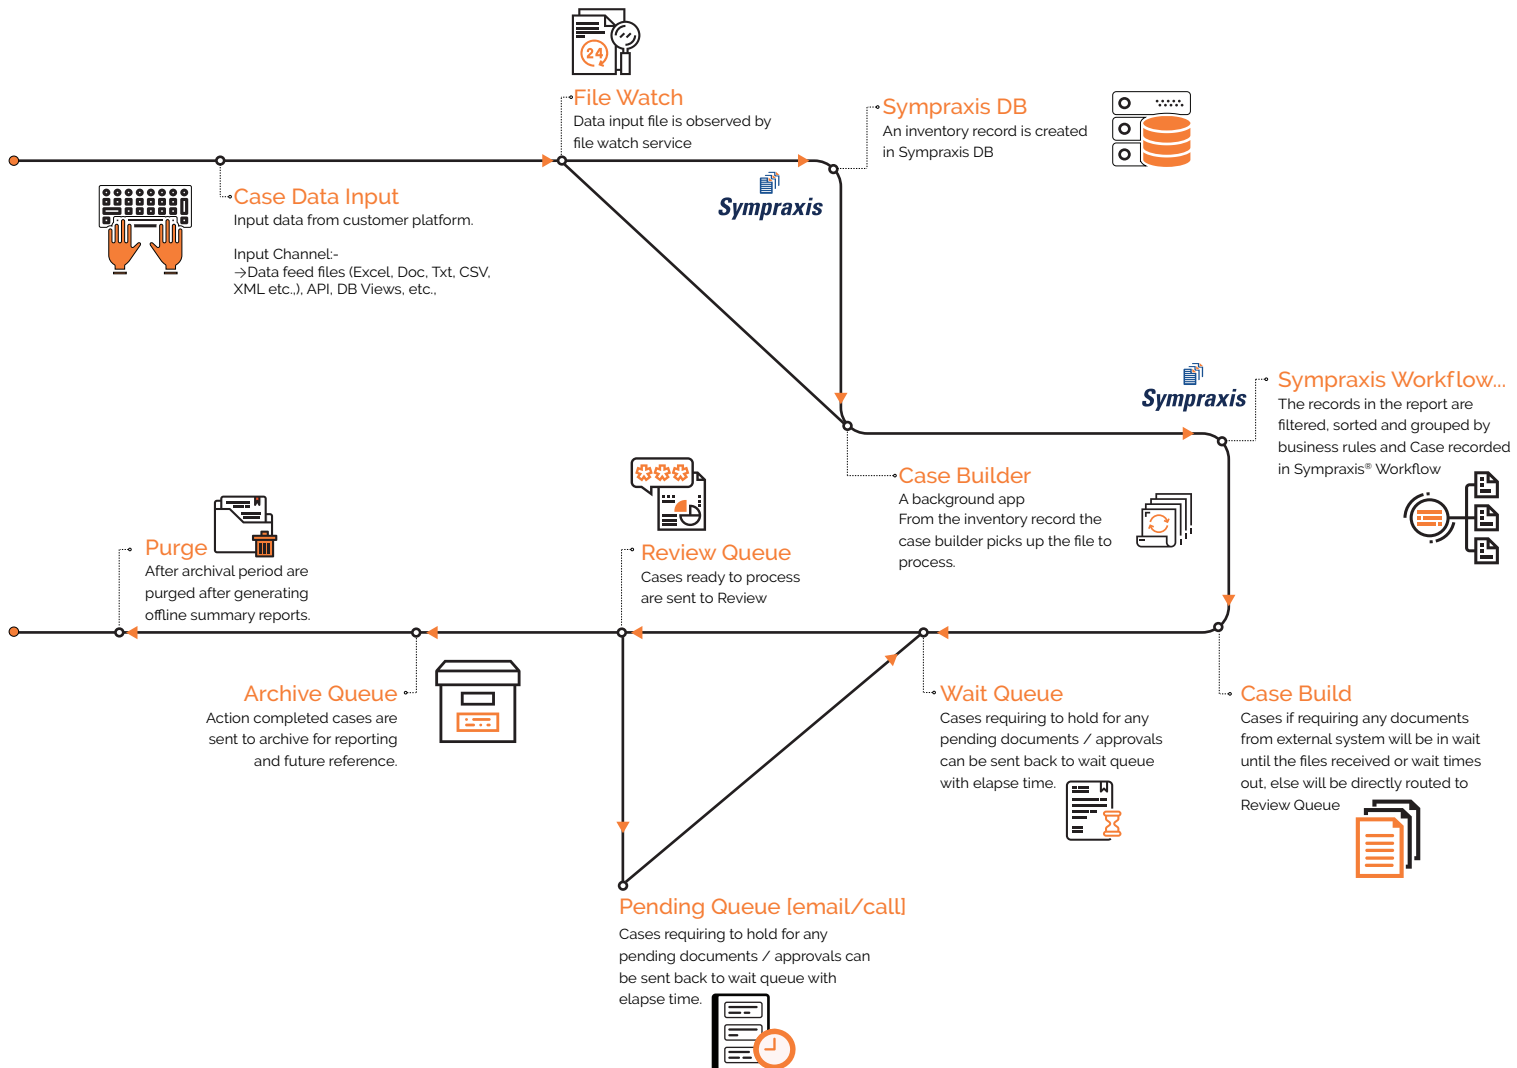 24
File Watch
Data input file is observed by
file watch service
Sympraxis DB
An inventory record is created
in Sympraxis DB
Case Data Input
Input data from customer platform.
Input Channel:-
→Data feed files (Excel, Doc, Txt, CSV,
XML etc.,), API, DB Views, etc.,
Sympraxis
Sympraxis
Sympraxis Workflow...
The records in the report are
filtered, sorted and grouped by
business rules and Case recorded
in Sympraxis® Workflow
Case Builder
A background app
From the inventory record the
case builder picks up the file to
process.
Purge
After archival period are
purged after generating
offline summary reports.
Review Queue
Cases ready to process
are sent to Review
Archive Queue
Action completed cases are
sent to archive for reporting
and future reference.
Wait Queue
Cases requiring to hold for any
pending documents / approvals
can be sent back to wait queue
with elapse time.
Case Build
Cases if requiring any documents
from external system will be in wait
until the files received or wait times
out, else will be directly routed to
Review Queue
Pending Queue [email/call]
Cases requiring to hold for any
pending documents / approvals can
be sent back to wait queue with
elapse time.